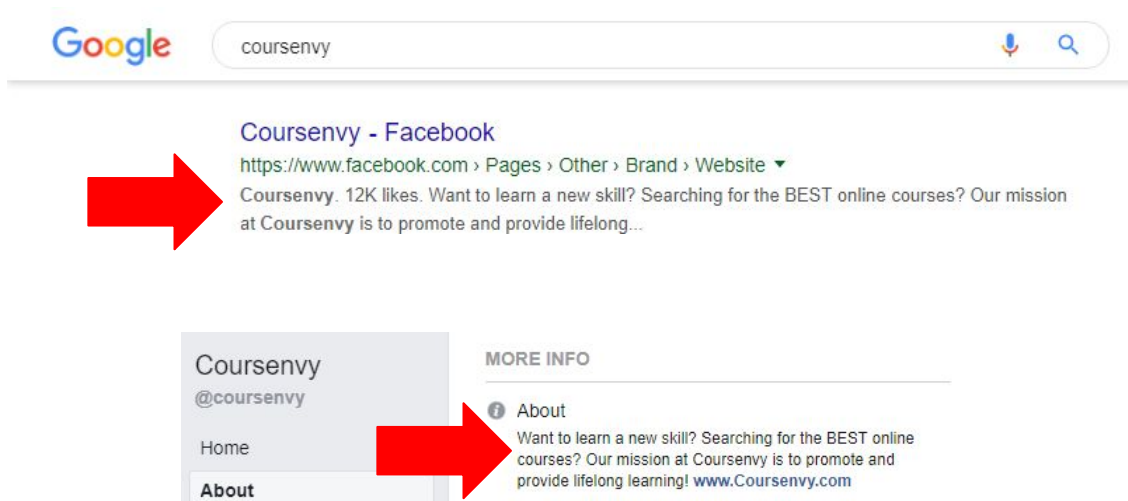 Google
coursenvy
Coursenvy - Facebook
https://www.facebook.com › Pages › Other › Brand › Website ▼
Coursenvy. 12K likes. Want to learn a new skill? Searching for the BEST online courses? Our mission
at Coursenvy is to promote and provide lifelong...
Coursenvy
@coursenvy
Home
About
MORE INFO
About
Want to learn a new skill? Searching for the BEST online
courses? Our mission at Coursenvy is to promote and
provide lifelong learning! www.Coursenvy.com